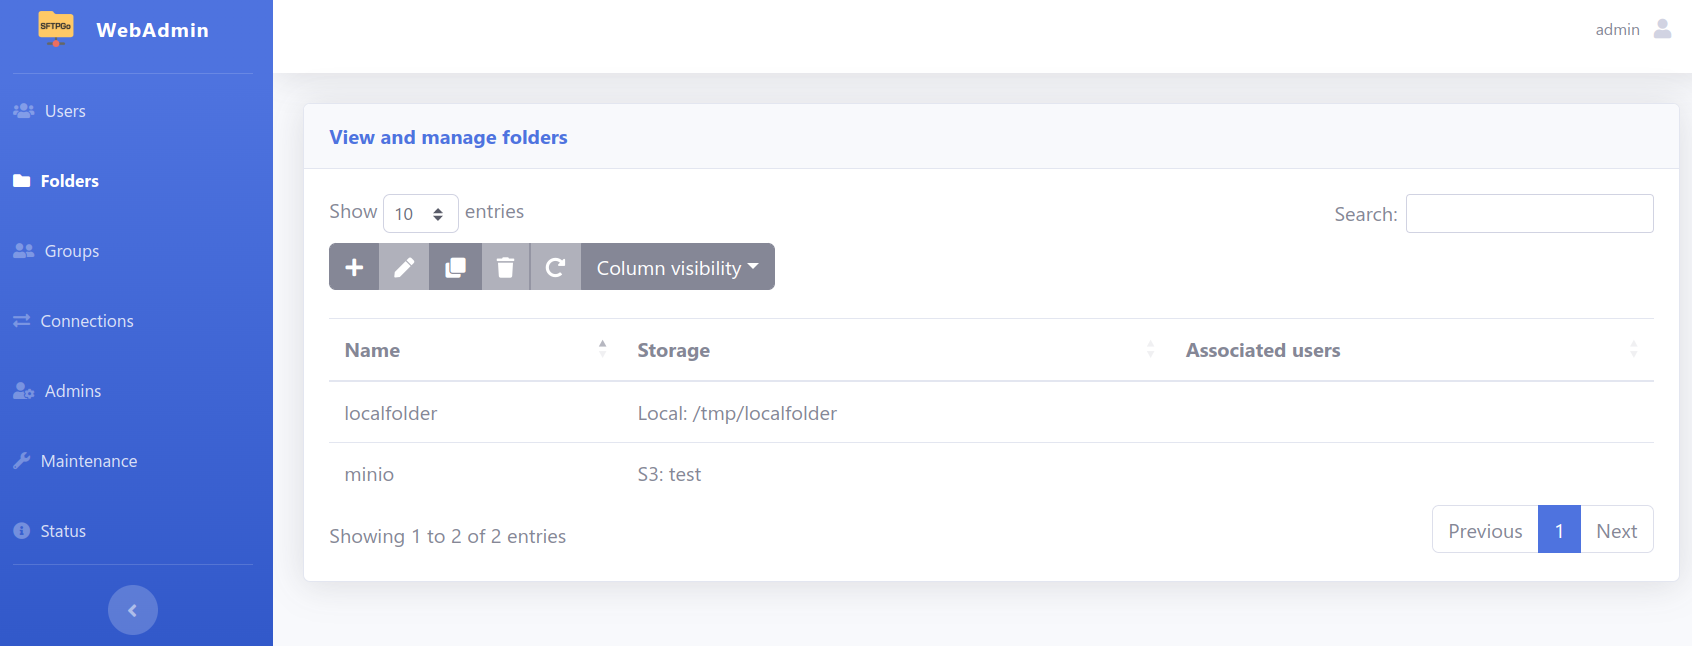 SFTPGo
WebAdmin
admin
Users
Folders
Groups
Connections
Admins
Maintenance
Status
View and manage folders
Show 10 entries
Search:
Column visibility
Name Storage Associated users
localfolder Local: /tmp/localfolder
minio S3: test
Showing 1 to 2 of 2 entries
Previous 1 Next